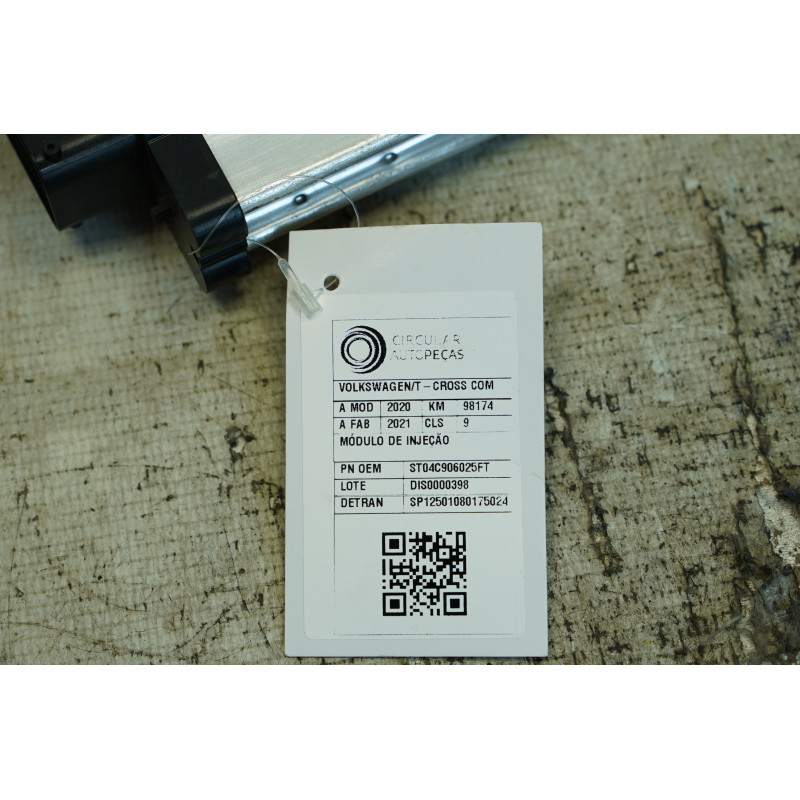 CIRCULAR
AUTOPEÇAS
VOLKSWAGEN/T – CROSS COM
A MOD 2020 KM 98174
A FAB 2021 CLS 9
MÓDULO DE INJEÇÃO
PN OEM ST04C906025FT
LOTE DIS0000398
DETRAN SP12501080175024